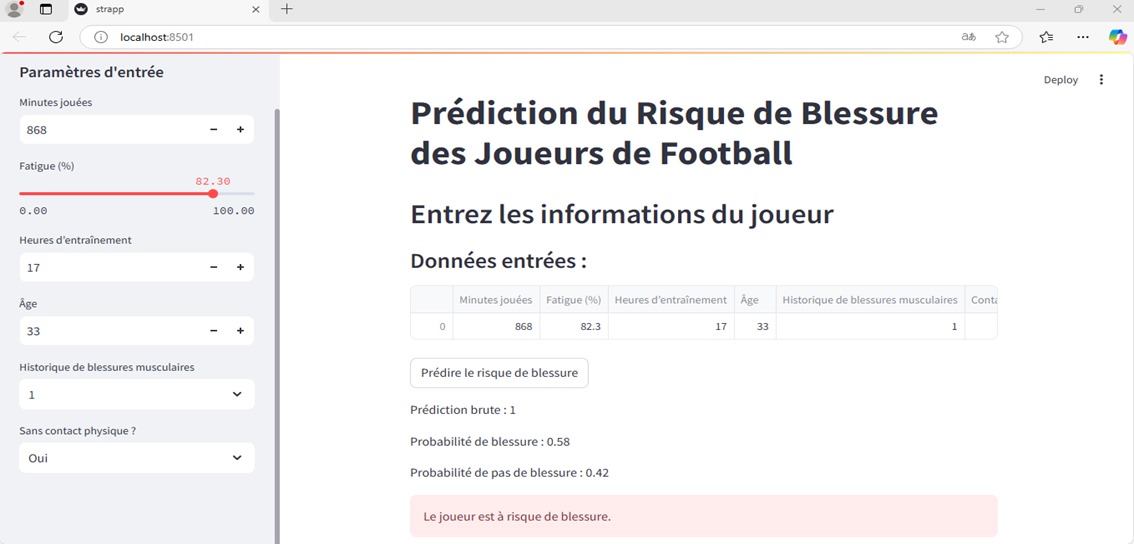 strapp
localhost:8501
Deploy
Paramètres d'entrée
Minutes jouées
868
Fatigue (%)
82.30
0.00 100.00
Heures d'entraînement
17
Âge
33
Historique de blessures musculaires
1
Sans contact physique ?
Oui
Prédiction du Risque de Blessure
des Joueurs de Football
Entrez les informations du joueur
Données entrées :
Minutes jouées Fatigue (%) Heures d'entraînement Âge Historique de blessures musculaires Conta
0 868 82.3 17 33 1
Prédire le risque de blessure
Prédiction brute : 1
Probabilité de blessure : 0.58
Probabilité de pas de blessure : 0.42
Le joueur est à risque de blessure.